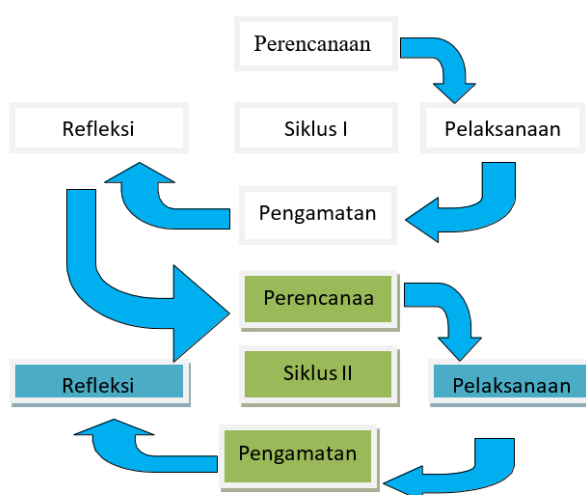 Perencanaan
Refleksi
Siklus I
Pelaksanaan
Pengamatan
Perencanaa
Refleksi
Siklus II
Pelaksanaan
Pengamatan